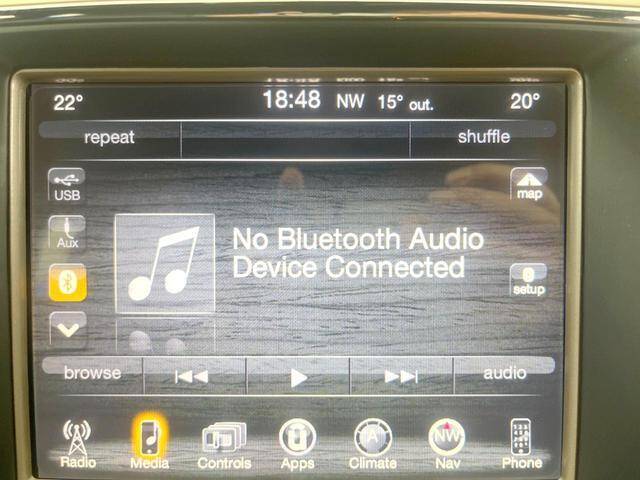 22° 18:48 NW 15° out. 20°
repeat shuffle
USB
map
Aux
No Bluetooth Audio
Device Connected
setup
browse audio
A NW
Radio Media Controls Apps Climate Nav Phone